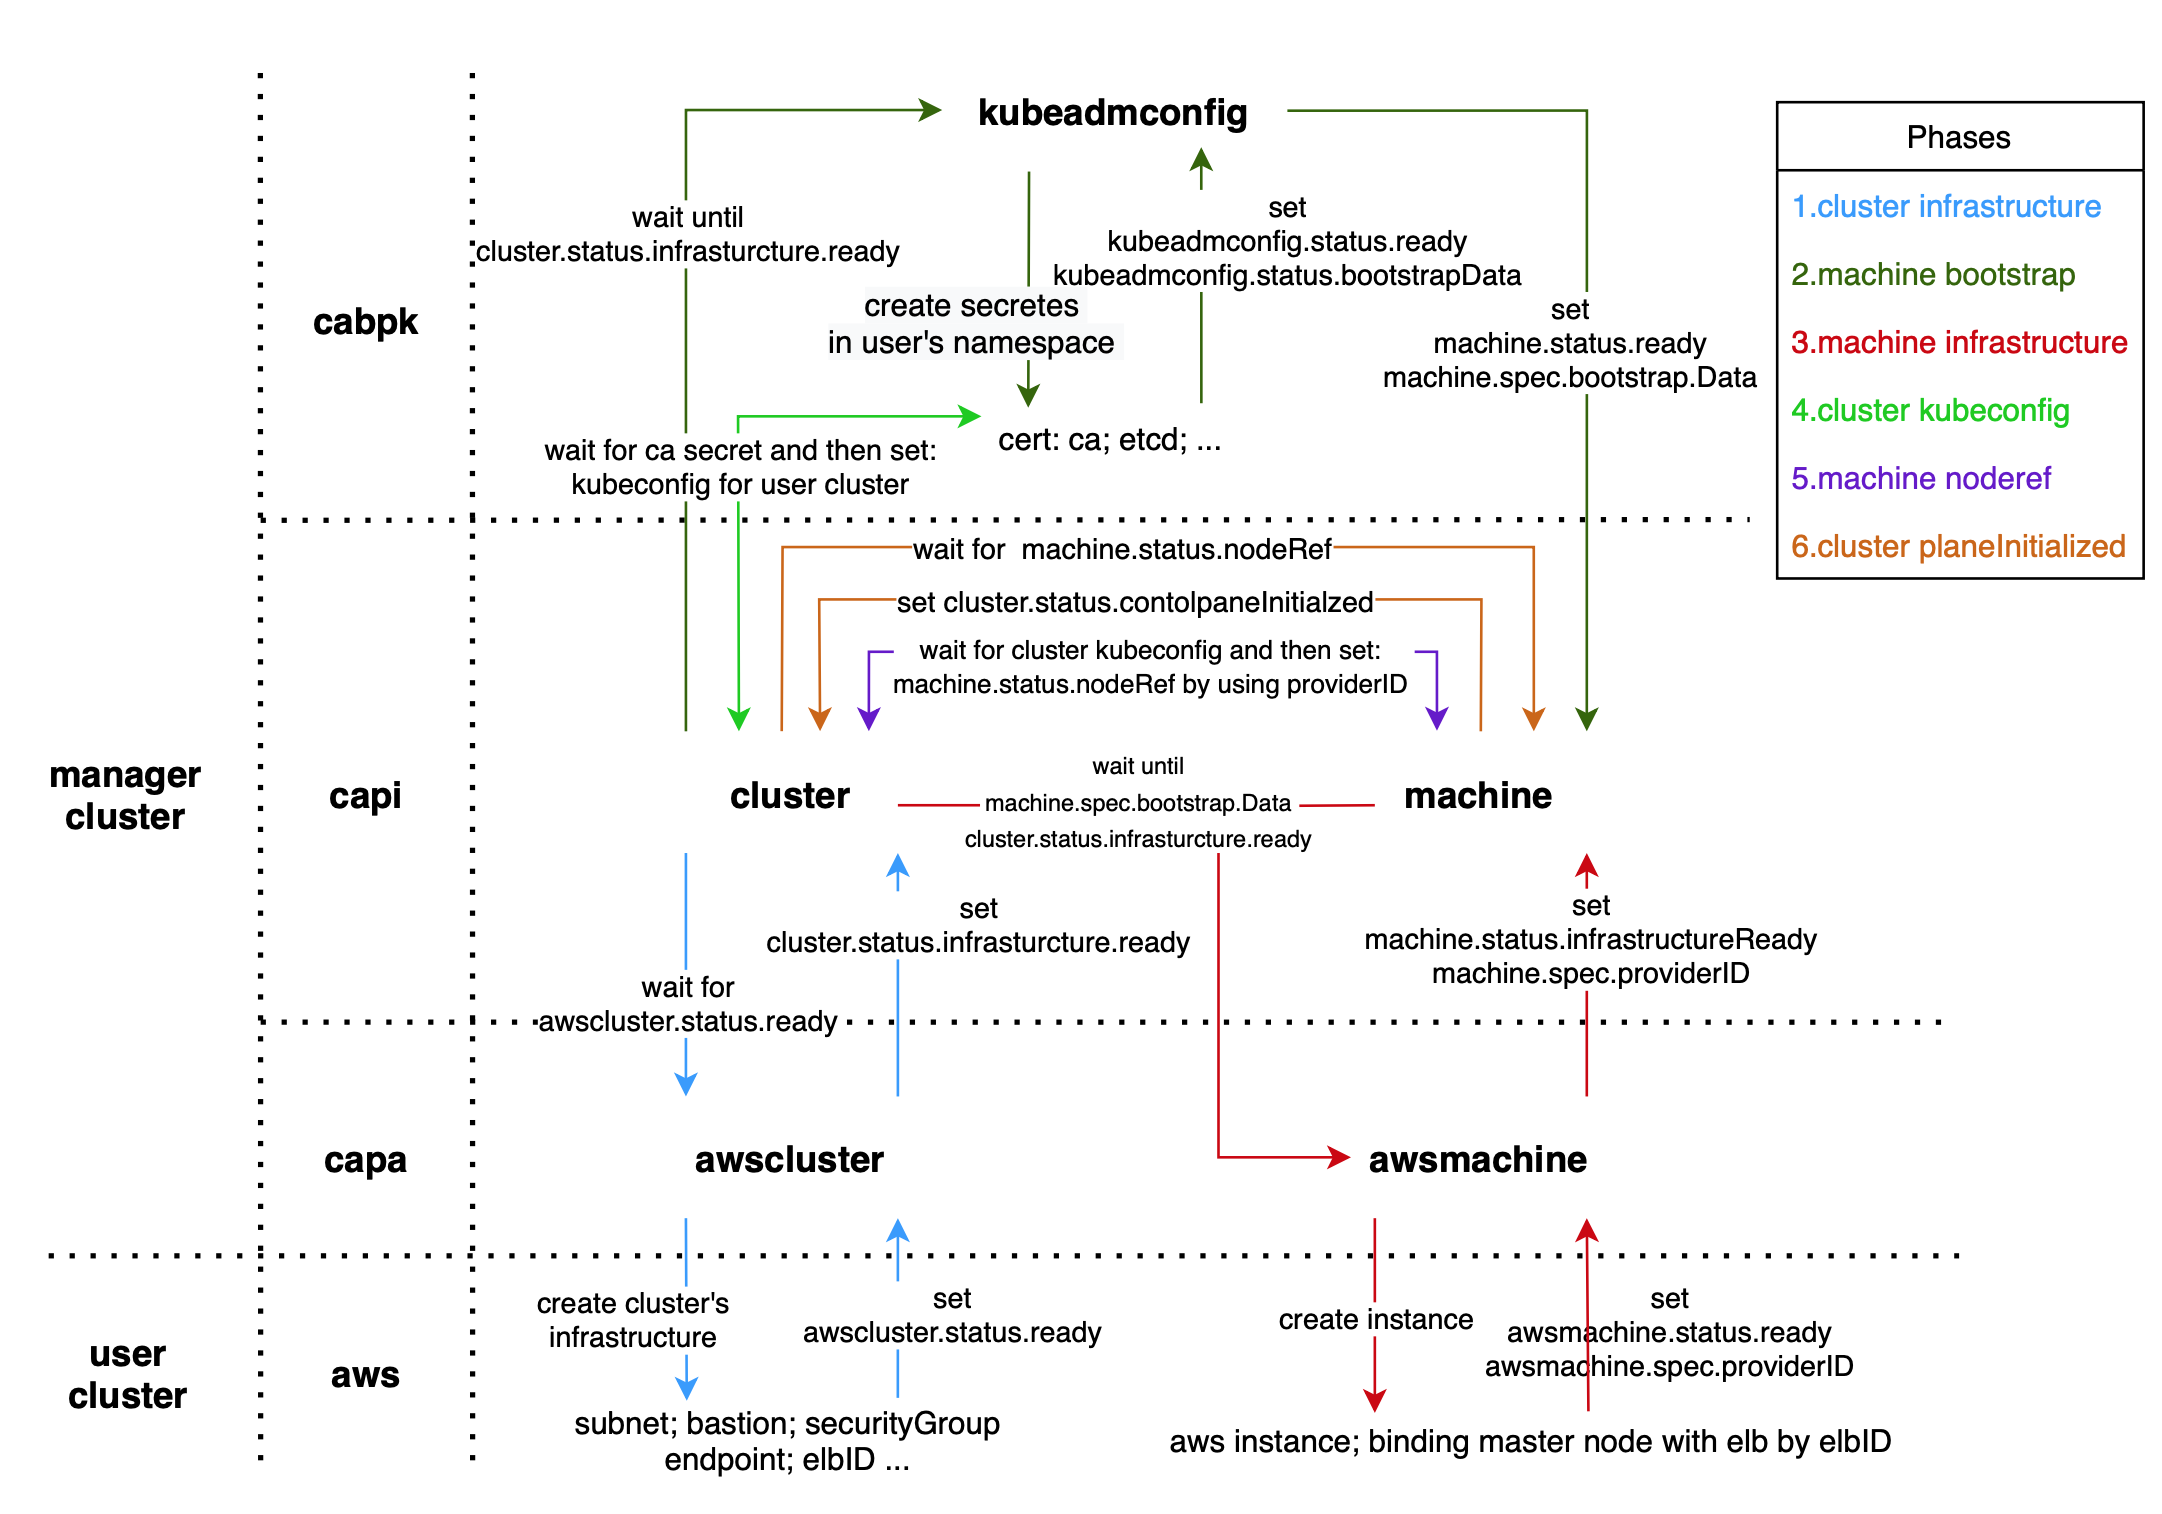 kubeadmconfig
Phases
1.cluster infrastructure
2.machine bootstrap
3.machine infrastructure
4.cluster kubeconfig
5.machine noderef
6.cluster planeInitialized
wait until
cluster.status.infrasturcture.ready
set
kubeadmconfig.status.ready
kubeadmconfig.status.bootstrapData
create secretes
in user's namespace
set
machine.status.ready
machine.spec.bootstrap.Data
cabpk
cert: ca; etcd; ...
wait for ca secret and then set:
kubeconfig for user cluster
wait for  machine.status.nodeRef
set cluster.status.contolpaneInitialzed
wait for cluster kubeconfig and then set:
machine.status.nodeRef by using providerID
manager
cluster
capi
cluster
wait until
machine.spec.bootstrap.Data
cluster.status.infrasturcture.ready
machine
set
cluster.status.infrasturcture.ready
set
machine.status.infrastructureReady
machine.spec.providerID
wait for
awscluster.status.ready
capa
awscluster
awsmachine
create cluster's
infrastructure
set
awscluster.status.ready
create instance
set
awsmachine.status.ready
awsmachine.spec.providerID
user
cluster
aws
subnet; bastion; securityGroup
endpoint; elbID ...
aws instance; binding master node with elb by elbID